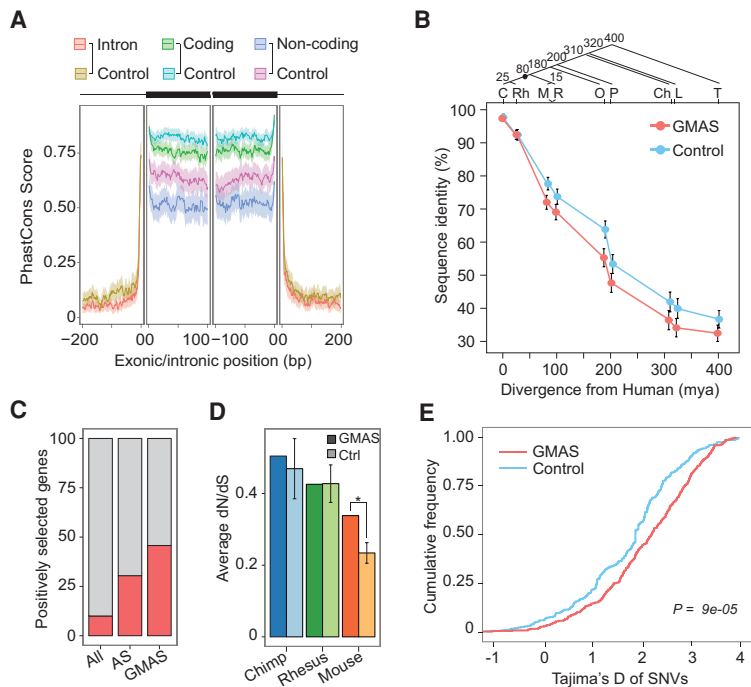 A
Intron
Coding
Non-coding
Control
Control
Control
PhastCons Score
0.75
0.50
0.25
0
−200
00
100
−100
00
200
Exonic/intronic position (bp)
B
400
320
310
200
180
80
25
15
C Rh M R O P Ch L T
Sequence identity (%)
100
90
80
70
60
50
40
30
GMAS
Control
0 100 200 300 400
Divergence from Human (mya)
C
Positively selected genes
100
75
50
25
0
All
AS
GMAS
D
Average dN/dS
0.4
0.2
0
GMAS
Ctrl
*
Chimp
Rhesus
Mouse
E
GMAS
Control
Cumulative frequency
1.00
0.75
0.50
0.25
0
P = 9e-05
-1 0 1 2 3 4
Tajima's D of SNVs